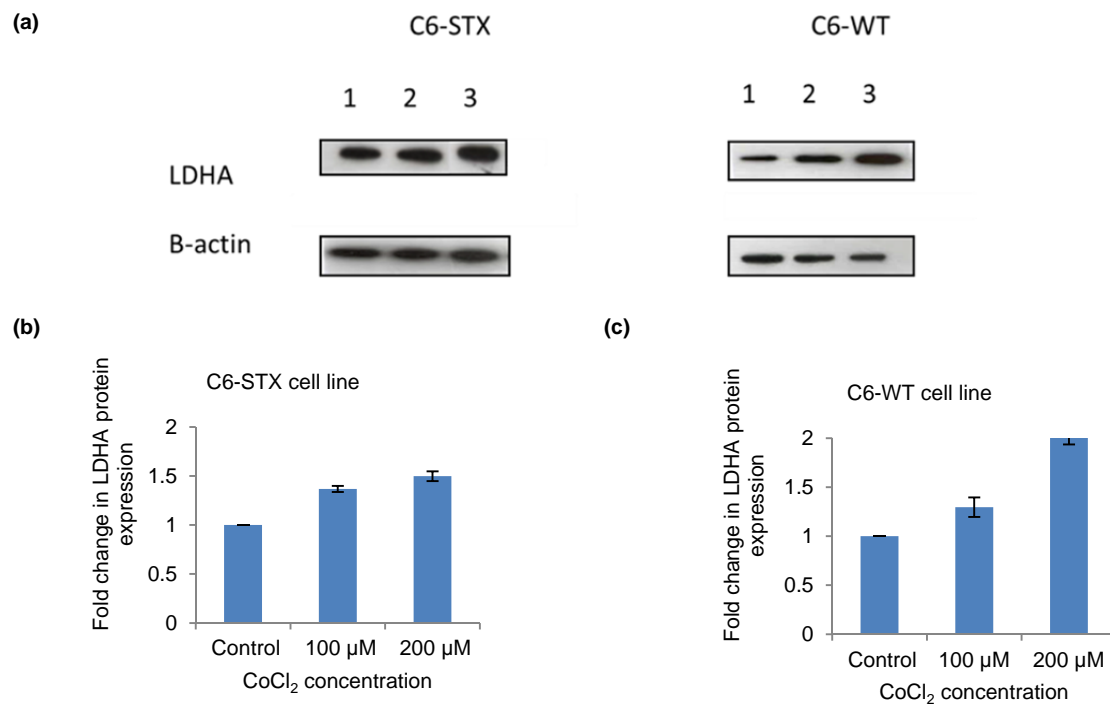 (a)
C6-STX
C6-WT
1 2 3
1 2 3
LDHA
B-actin
(b)
(c)
C6-STX cell line
Fold change in LDHA protein
expression
2
1.5
1
0.5
0
Control 100 µM 200 µM
CoCl₂ concentration
C6-WT cell line
Fold change in LDHA protein
expression
2
1.5
1
0.5
0
Control 100 µM 200 µM
CoCl₂ concentration